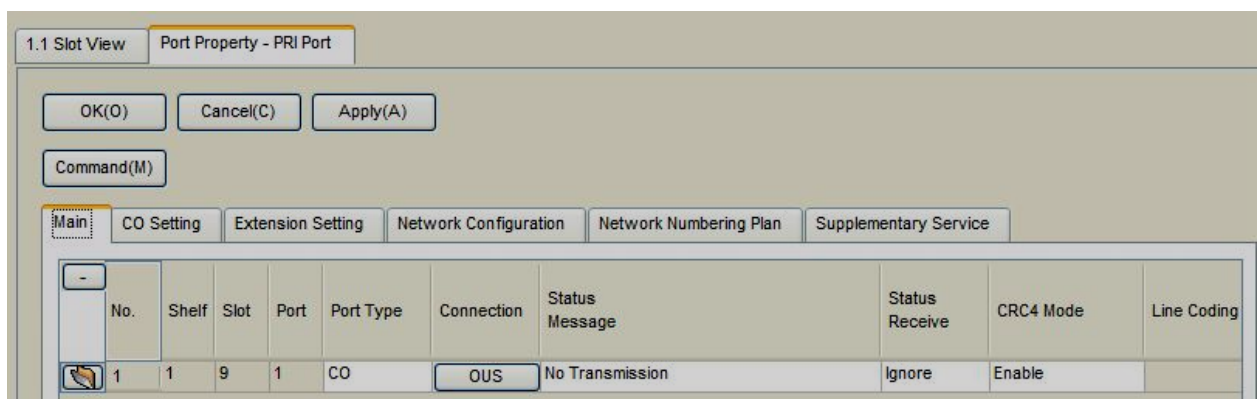 1.1 Slot View Port Property - PRI Port
OK(O) Cancel(C) Apply(A)
Command(M)
Main CO Setting Extension Setting Network Configuration Network Numbering Plan Supplementary Service
-
No. Shelf Slot Port Port Type Connection Status Message Status Receive CRC4 Mode Line Coding
1 1 9 1 CO OUS No Transmission Ignore Enable